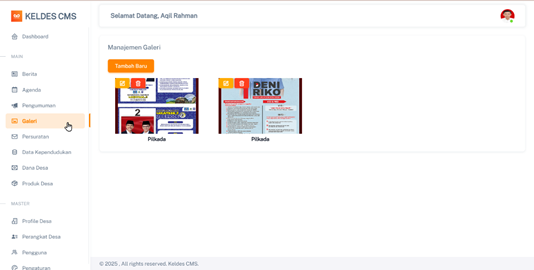 KELDES CMS
Selamat Datang, Aqil Rahman
Dashboard
MAIN
Berita
Agenda
Pengumuman
Galeri
Persuratan
Data Kependudukan
Dana Desa
Produk Desa
MASTER
Profile Desa
Perangkat Desa
Pengguna
Pengaturan
Manajemen Galeri
Tambah Baru
2
DENI
RIKO
Pilkada
Pilkada
© 2025 . All rights reserved. Keldes CMS.